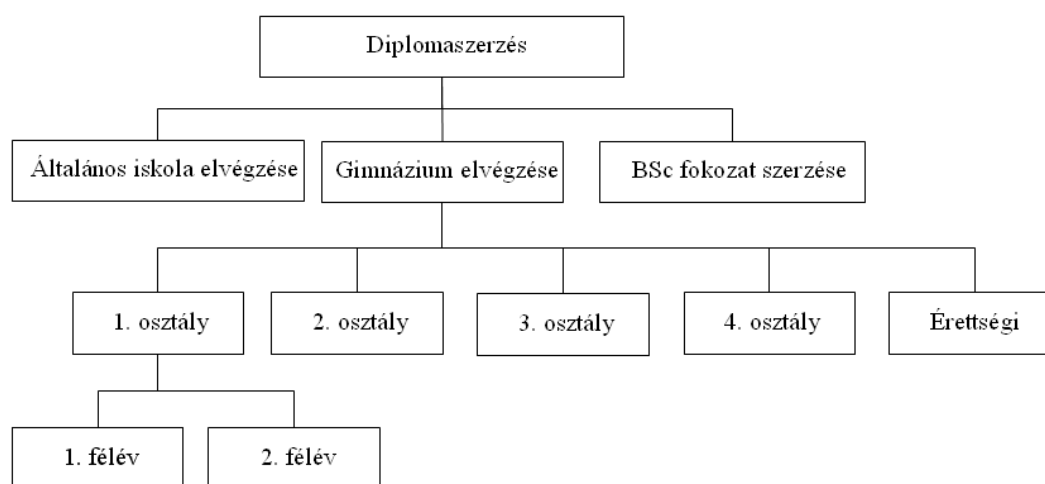 Diplomaszerzés
Általános iskola elvégzése
Gimnázium elvégzése
BSc fokozat szerzése
1. osztály
2. osztály
3. osztály
4. osztály
Érettségi
1. félév
2. félév